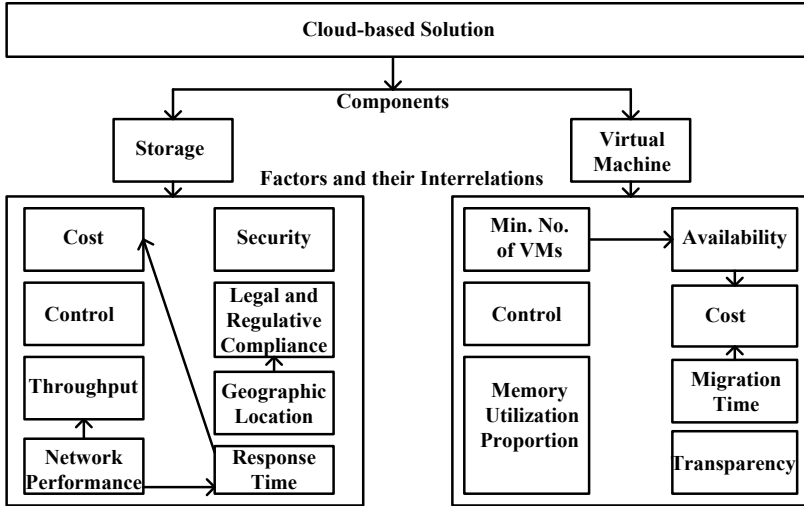 Cloud-based Solution
Components
Storage
Virtual
Machine
Factors and their Interrelations
Cost
Security
Control
Legal and
Regulative
Compliance
Throughput
Geographic
Location
Network
Performance
Response
Time
Min. No.
of VMs
Availability
Control
Cost
Memory
Utilization
Proportion
Migration
Time
Transparency